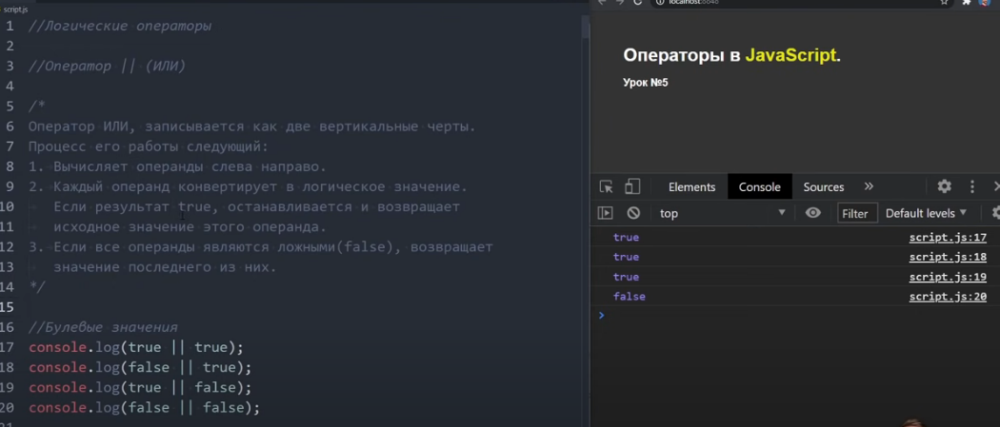 script.js
1 //Логические операторы
2
3 //Оператор || (ИЛИ)
4
5 /*
6 Оператор ИЛИ, записывается как две вертикальные черты.
7 Процесс его работы следующий:
8 1. Вычисляет операнды слева направо.
9 2. Каждый операнд конвертирует в логическое значение.
10 Если результат true, останавливается и возвращает
11 исходное значение этого операнда.
12 3. Если все операнды являются ложными(false), возвращает
13 значение последнего из них.
14 */
15
16 //Булевые значения
17 console.log(true || true);
18 console.log(false || true);
19 console.log(true || false);
20 console.log(false || false);
Операторы в JavaScript.
Урок №5
Elements Console Sources
top Filter Default levels
true script.js:17
true script.js:18
true script.js:19
false script.js:20